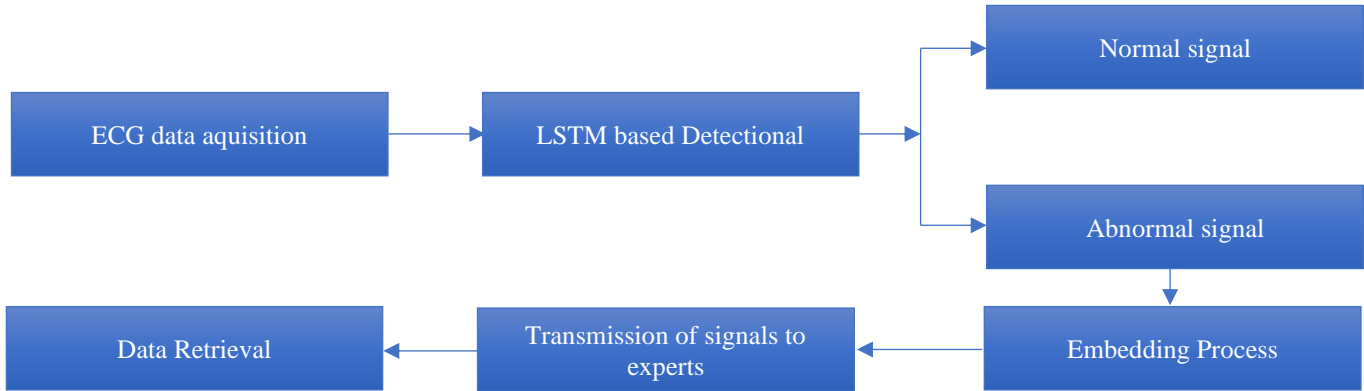 Normal signal
ECG data aquisition
LSTM based Detectional
Abnormal signal
Data Retrieval
Transmission of signals to
experts
Embedding Process